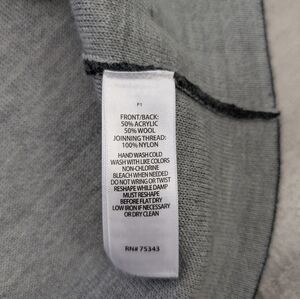 P1
FRONT/BACK:
50% ACRYLIC
50% WOOL
JOINNING THREAD:
100% NYLON
HAND WASH COLD
WASH WITH LIKE COLORS
NON-CHLORINE
BLEACH WHEN NEEDED
DO NOT WRING OR TWIST
RESHAPE WHILE DAMP
MUST RESHAPE
BEFORE FLAT DRY
LOW IRON IF NECESSARY
OR DRY CLEAN
RN# 75343